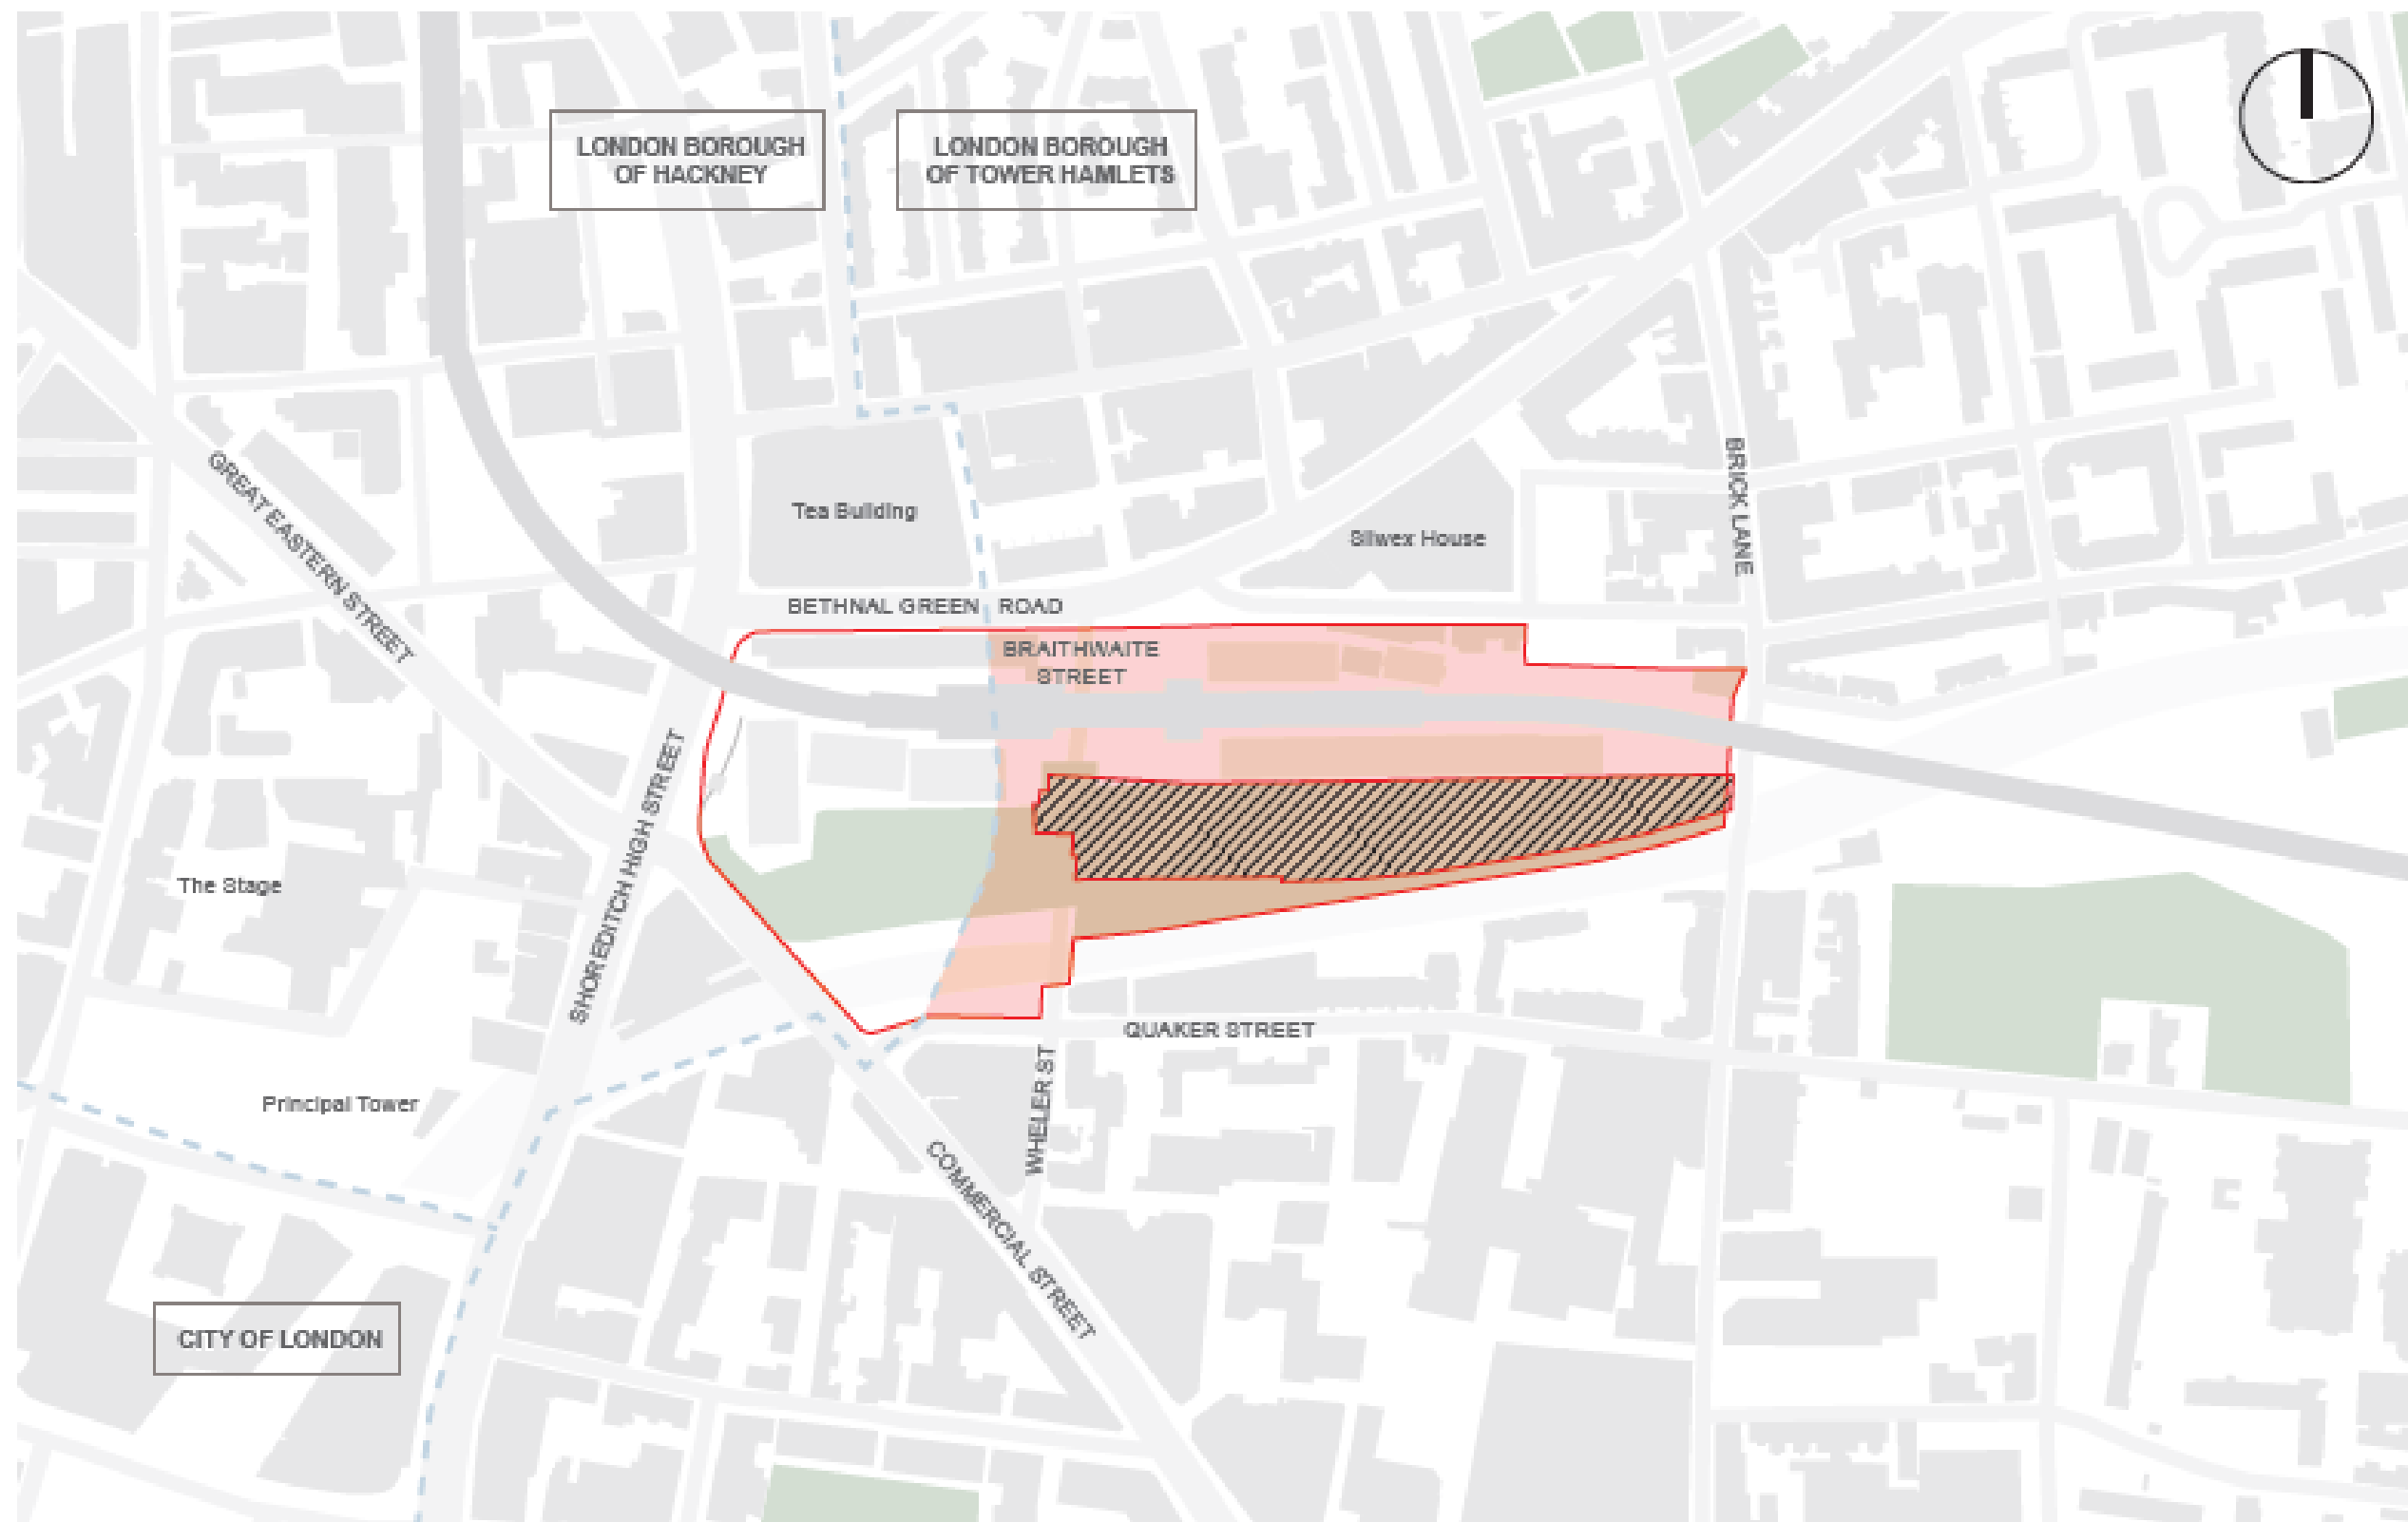 LONDON BOROUGH
OF HACKNEY
LONDON BOROUGH
OF TOWER HAMLETS
GREAT EASTERN STREET
Tea Building
Silwex House
BRICK LANE
BETHNAL GREEN ROAD
BRAITHWAITE
STREET
SHOREDITCH HIGH STREET
The Stage
QUAKER STREET
WHELER ST
Principal Tower
COMMERCIAL STREET
CITY OF LONDON